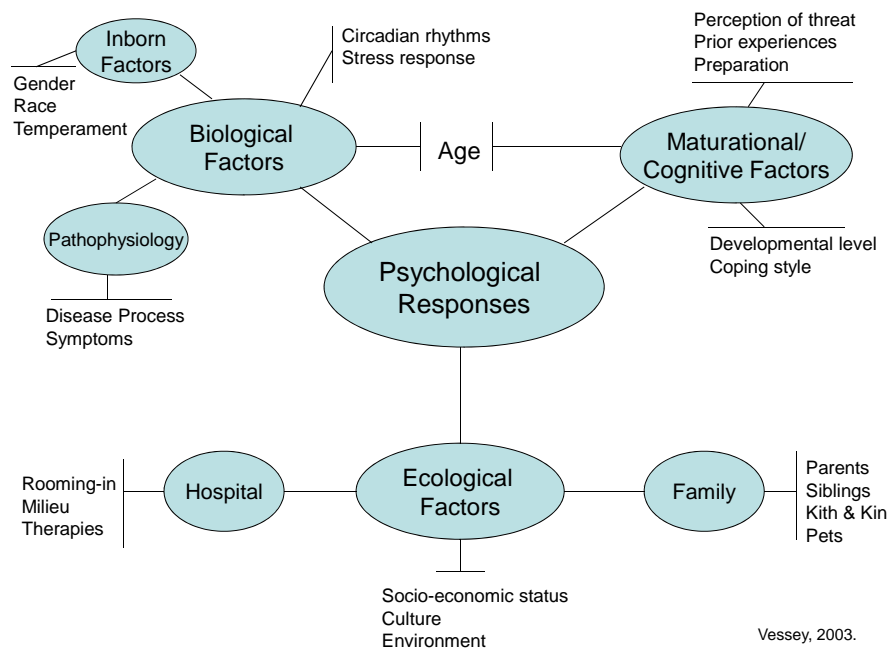 Inborn
Factors
Circadian rhythms
Stress response
Perception of threat
Prior experiences
Preparation
Gender
Race
Temperament
Biological
Factors
Age
Maturational/
Cognitive Factors
Pathophysiology
Developmental level
Coping style
Psychological
Responses
Disease Process
Symptoms
Rooming-in
Milieu
Therapies
Hospital
Ecological
Factors
Family
Parents
Siblings
Kith & Kin
Pets
Socio-economic status
Culture
Environment
Vessey, 2003.